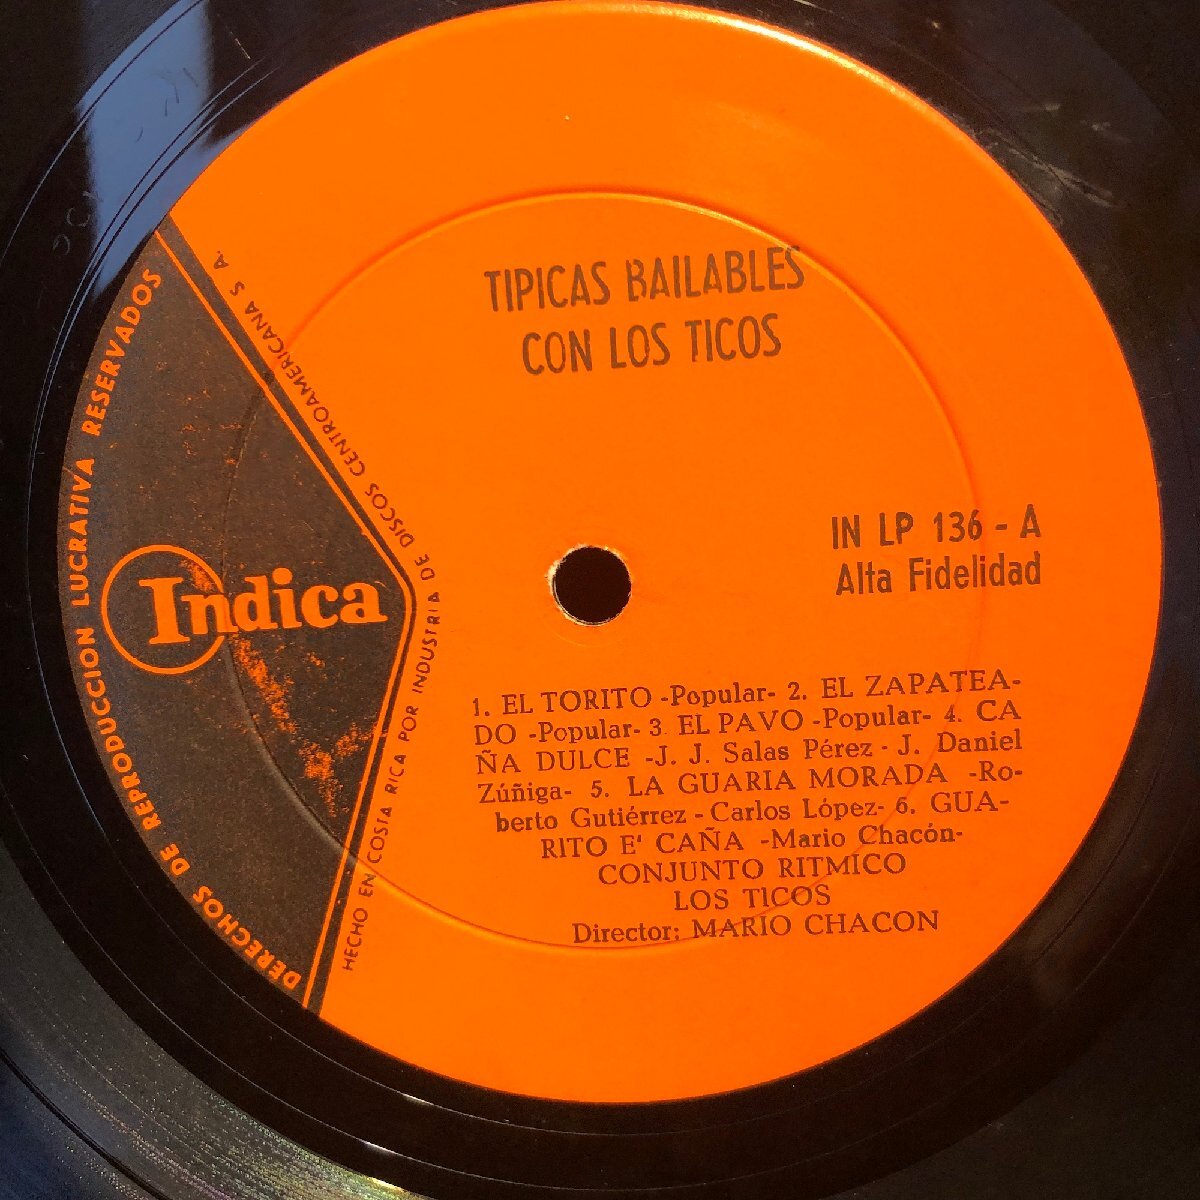 TIPICAS BAILABLES
CON LOS TICOS
IN LP 136 - A
Alta Fidelidad
Indica
DERECHOS DE REPRODUCCION LUCRATIVA RESERVADOS
HECHO EN COSTA RICA POR INDUSTRIA DE DISCOS CENTROAMERICANA S A.
1. EL TORITO -Popular- 2. EL ZAPATEA-
DO -Popular- 3. EL PAVO -Popular- 4. CA
ÑA DULCE -J. J. Salas Pérez - J. Daniel
Zúñiga- 5. LA GUARIA MORADA -Ro-
berto Gutiérrez - Carlos López- 6. GUA-
RITO E' CAÑA -Mario Chacón-
CONJUNTO RITMICO
LOS TICOS
Director: MARIO CHACON